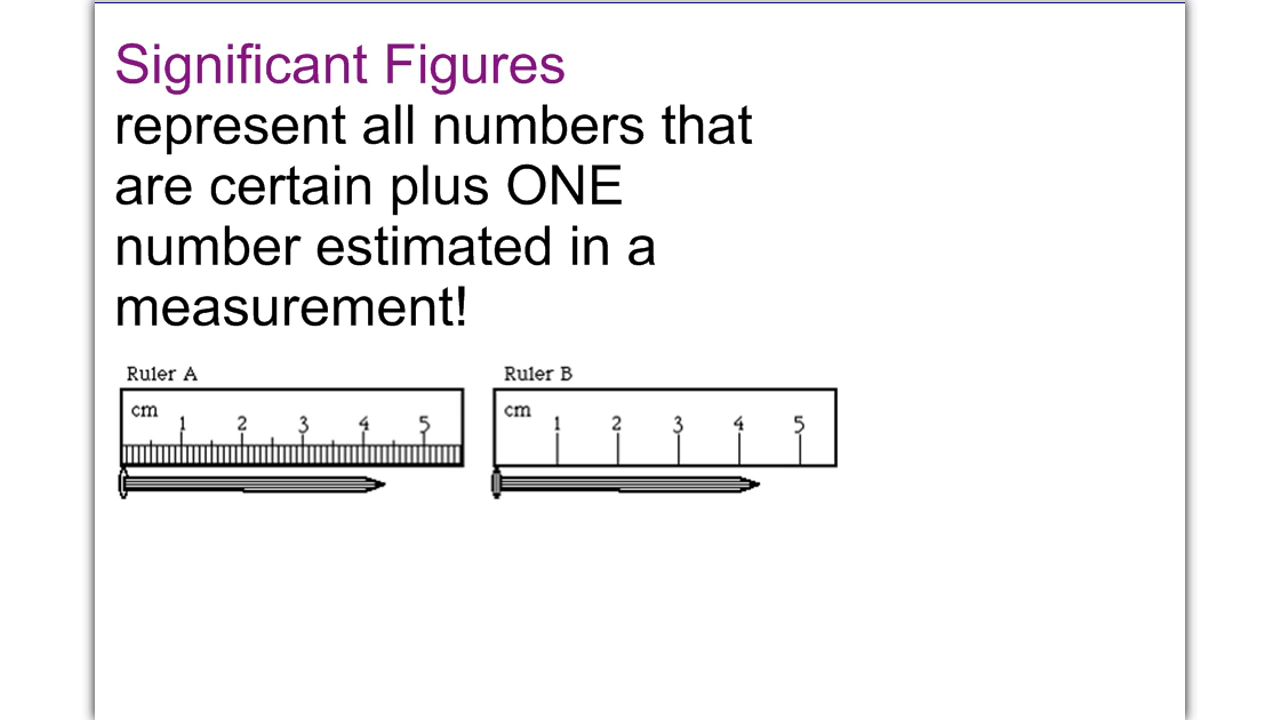 Significant Figures
represent all numbers that
are certain plus ONE
number estimated in a
measurement!
Ruler A
cm 1 2 3 4 5
Ruler B
cm 1 2 3 4 5